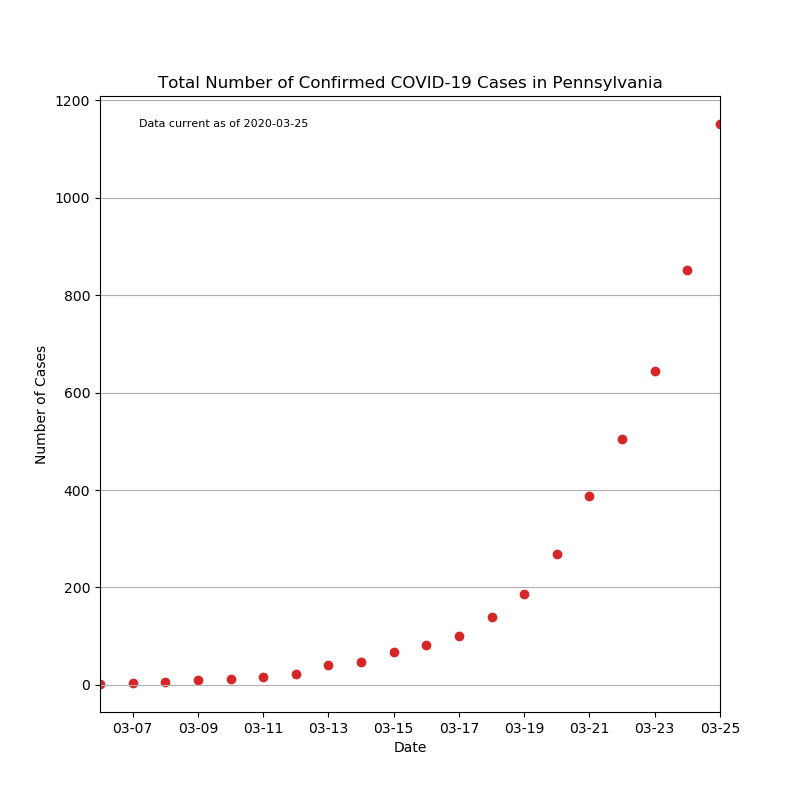 Total Number of Confirmed COVID-19 Cases in Pennsylvania
1200
Data current as of 2020-03-25
1000
800
600
400
200
0
Number of Cases
03-07 03-09 03-11 03-13 03-15 03-17 03-19 03-21 03-23 03-25
Date